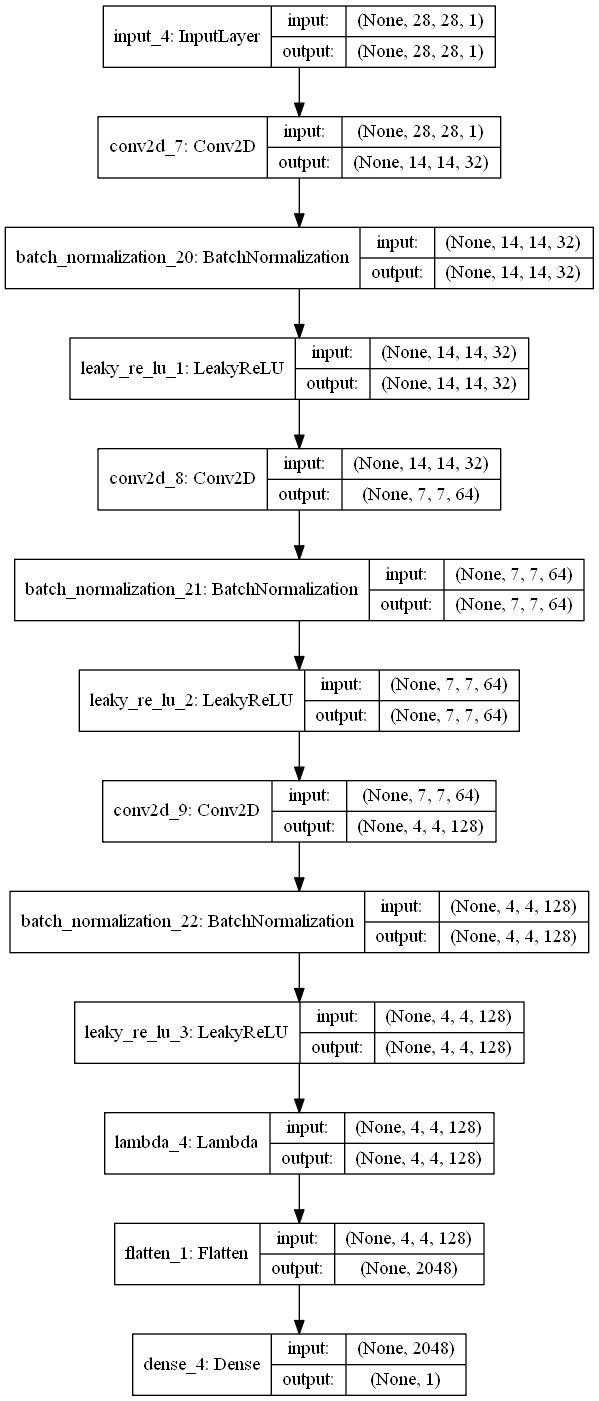 input_4: InputLayer
input: (None, 28, 28, 1)
output: (None, 28, 28, 1)
conv2d_7: Conv2D
input: (None, 28, 28, 1)
output: (None, 14, 14, 32)
batch_normalization_20: BatchNormalization
input: (None, 14, 14, 32)
output: (None, 14, 14, 32)
leaky_re_lu_1: LeakyReLU
input: (None, 14, 14, 32)
output: (None, 14, 14, 32)
conv2d_8: Conv2D
input: (None, 14, 14, 32)
output: (None, 7, 7, 64)
batch_normalization_21: BatchNormalization
input: (None, 7, 7, 64)
output: (None, 7, 7, 64)
leaky_re_lu_2: LeakyReLU
input: (None, 7, 7, 64)
output: (None, 7, 7, 64)
conv2d_9: Conv2D
input: (None, 7, 7, 64)
output: (None, 4, 4, 128)
batch_normalization_22: BatchNormalization
input: (None, 4, 4, 128)
output: (None, 4, 4, 128)
leaky_re_lu_3: LeakyReLU
input: (None, 4, 4, 128)
output: (None, 4, 4, 128)
lambda_4: Lambda
input: (None, 4, 4, 128)
output: (None, 4, 4, 128)
flatten_1: Flatten
input: (None, 4, 4, 128)
output: (None, 2048)
dense_4: Dense
input: (None, 2048)
output: (None, 1)